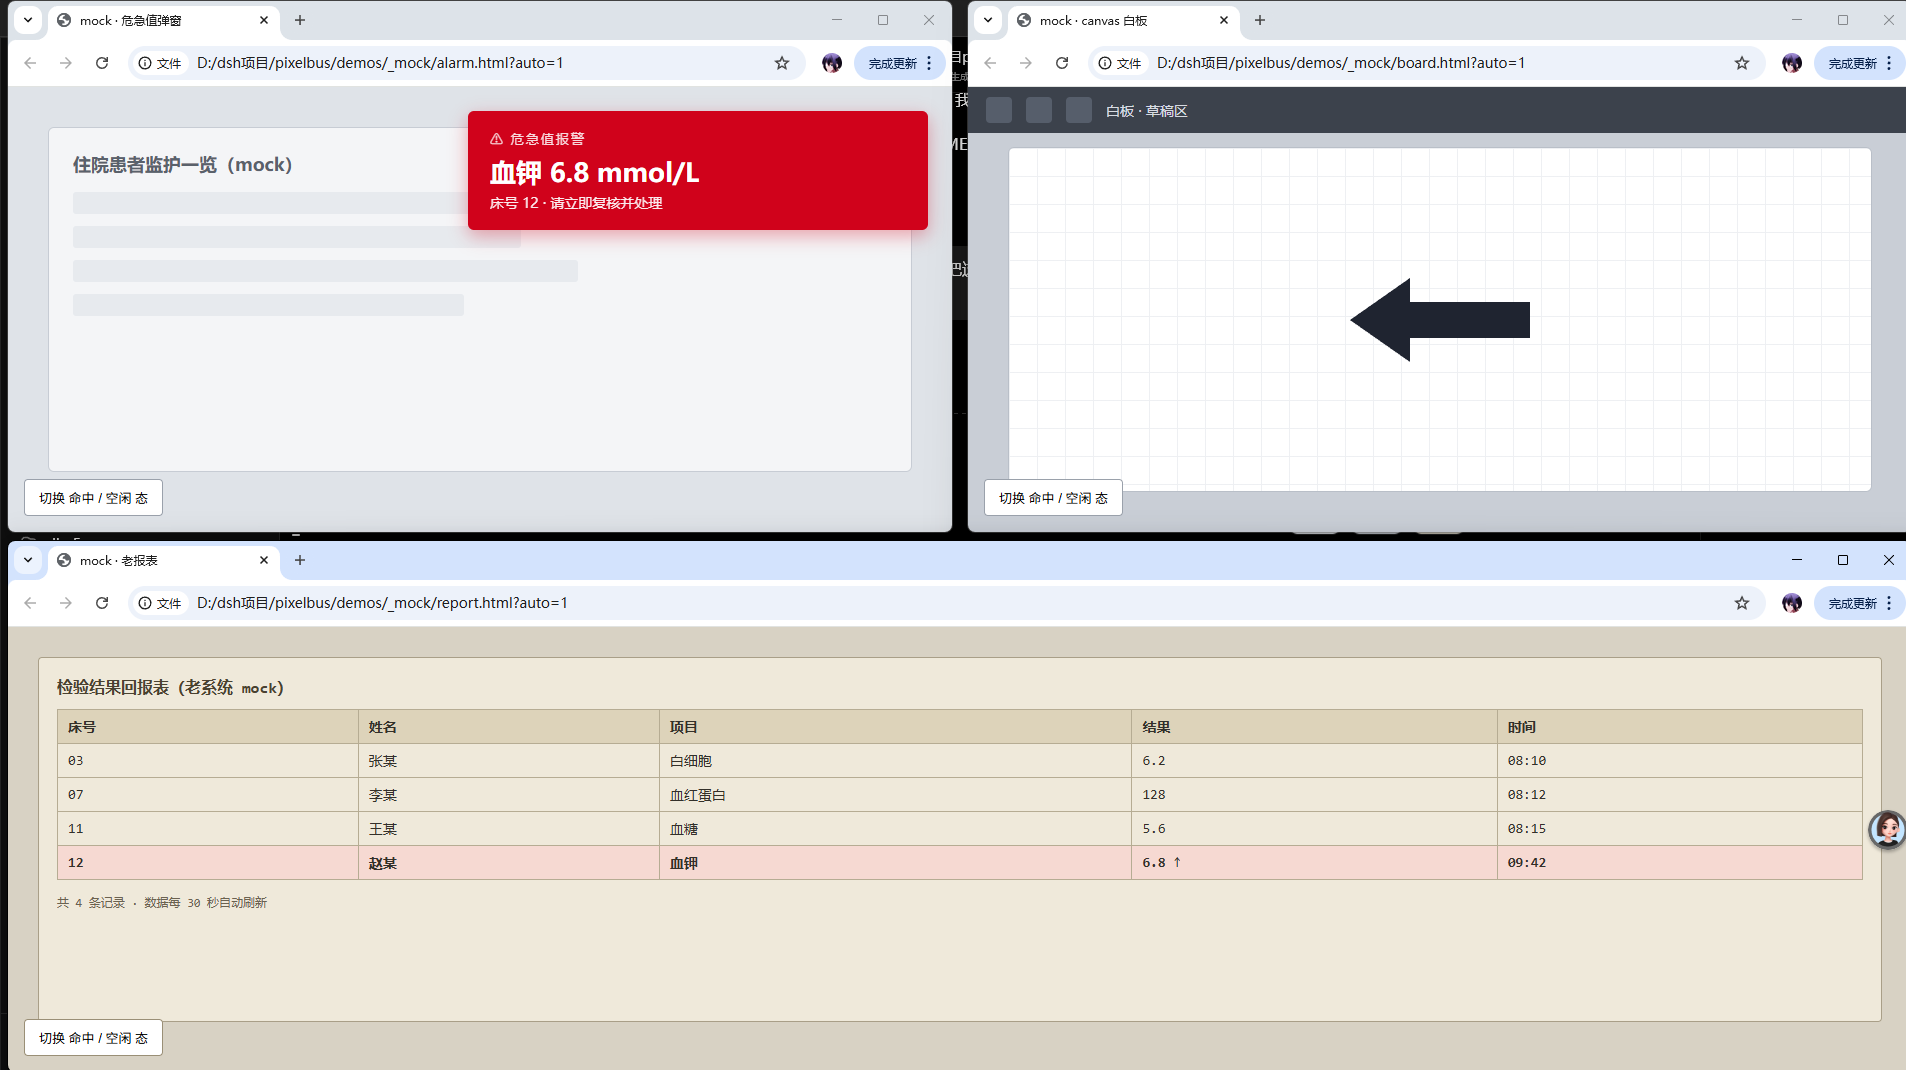 mock · 危急值弹窗
文件
D:/dsh项目/pixelbus/demos/_mock/alarm.html?auto=1
完成更新
住院患者监护一览（mock）
⚠ 危急值报警
血钾 6.8 mmol/L
床号 12 · 请立即复核并处理
切换 命中 / 空闲 态
mock · canvas 白板
文件
D:/dsh项目/pixelbus/demos/_mock/board.html?auto=1
完成更新
白板 · 草稿区
切换 命中 / 空闲 态
mock · 老报表
文件
D:/dsh项目/pixelbus/demos/_mock/report.html?auto=1
完成更新
检验结果回报表（老系统 mock）
床号 姓名 项目 结果 时间
03 张某 白细胞 6.2 08:10
07 李某 血红蛋白 128 08:12
11 王某 血糖 5.6 08:15
12 赵某 血钾 6.8 ↑ 09:42
共 4 条记录 · 数据每 30 秒自动刷新
切换 命中 / 空闲 态